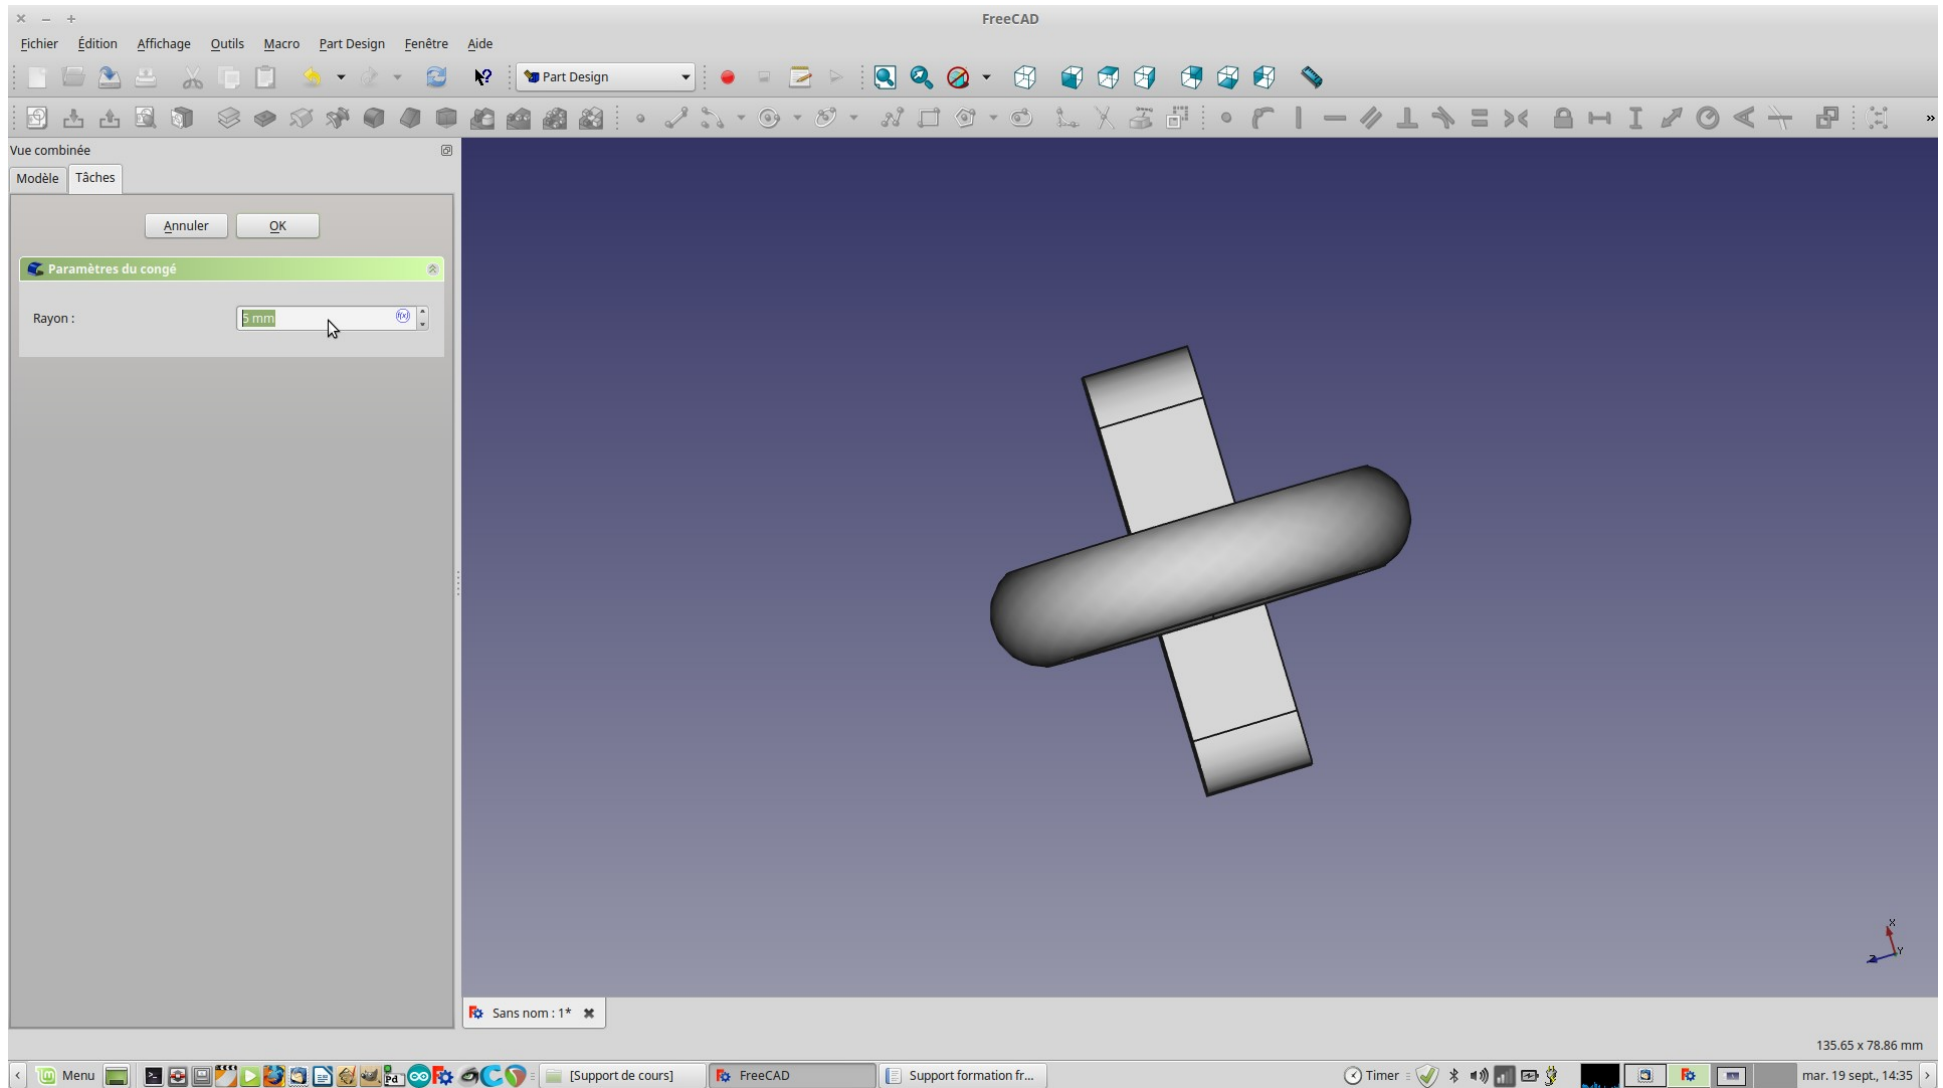 FreeCAD
Fichier Édition Affichage Outils Macro Part Design Fenêtre Aide
Part Design
Vue combinée
Modèle Tâches
Annuler OK
Paramètres du congé
Rayon : 5 mm
X
Y
Z
Sans nom : 1*
135.65 x 78.86 mm
Menu Pd [Support de cours] FreeCAD Support formation fr... Timer mar. 19 sept., 14:35